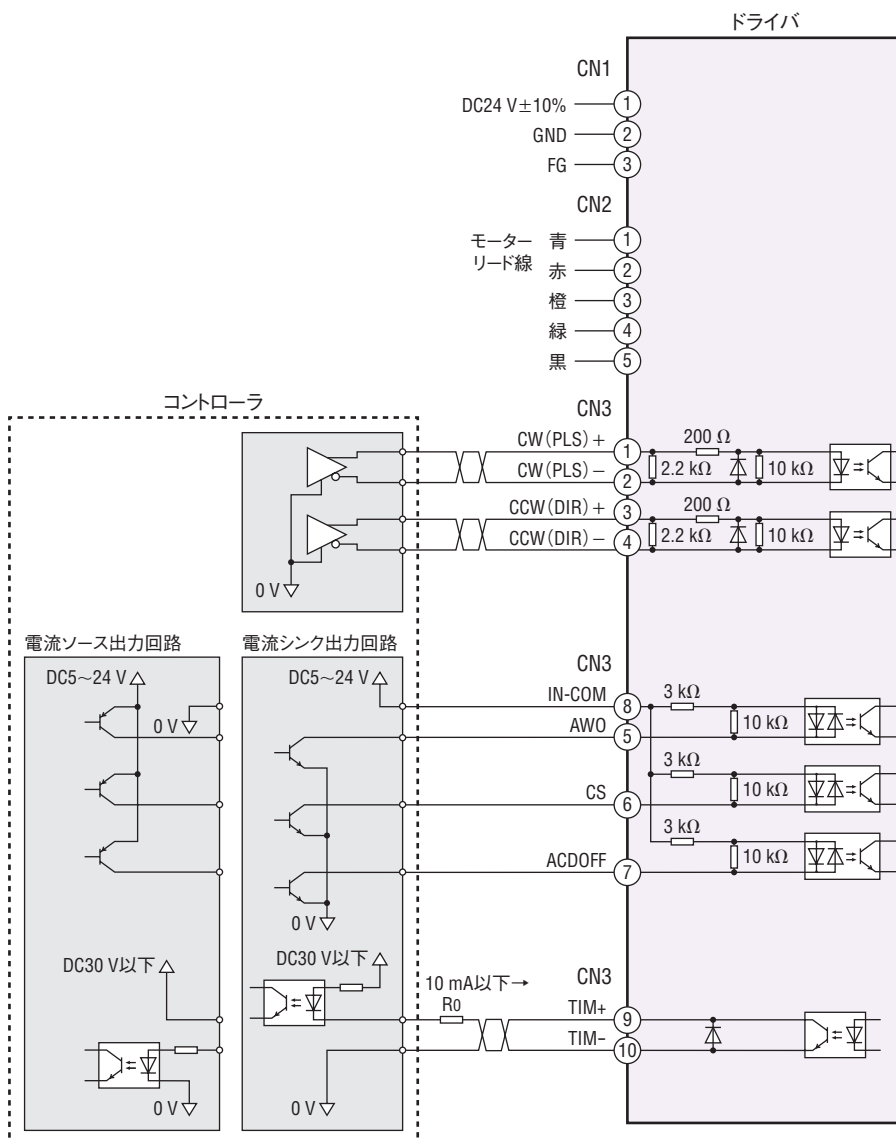 ドライバ
CN1
DC24 V±10%
1
GND
2
FG
3
CN2
モーター
リード線
青
1
赤
2
橙
3
緑
4
黒
5
コントローラ
CN3
CW(PLS)+
1
200 Ω
CW(PLS)−
2
2.2 kΩ
10 kΩ
CCW(DIR)+
3
200 Ω
CCW(DIR)−
4
2.2 kΩ
10 kΩ
0 V
電流ソース出力回路
電流シンク出力回路
CN3
DC5~24 V
DC5~24 V
IN-COM
8
3 kΩ
0 V
10 kΩ
AWO
5
3 kΩ
CS
6
10 kΩ
3 kΩ
ACDOFF
7
10 kΩ
0 V
DC30 V以下
DC30 V以下
10 mA以下→
CN3
R0
TIM+
9
TIM−
10
0 V
0 V